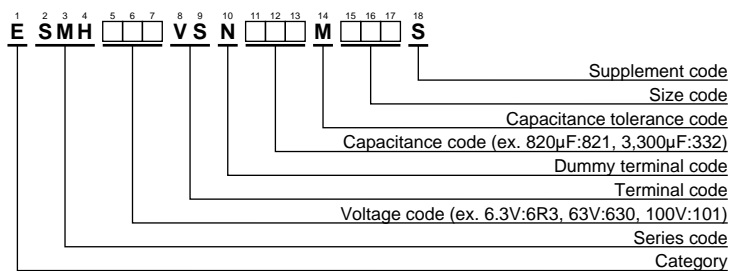 1 2 3 4 5 6 7 8 9 10 11 12 13 14 15 16 17 18
E SMH VS N M S
Supplement code
Size code
Capacitance tolerance code
Capacitance code (ex. 820µF:821, 3,300µF:332)
Dummy terminal code
Terminal code
Voltage code (ex. 6.3V:6R3, 63V:630, 100V:101)
Series code
Category